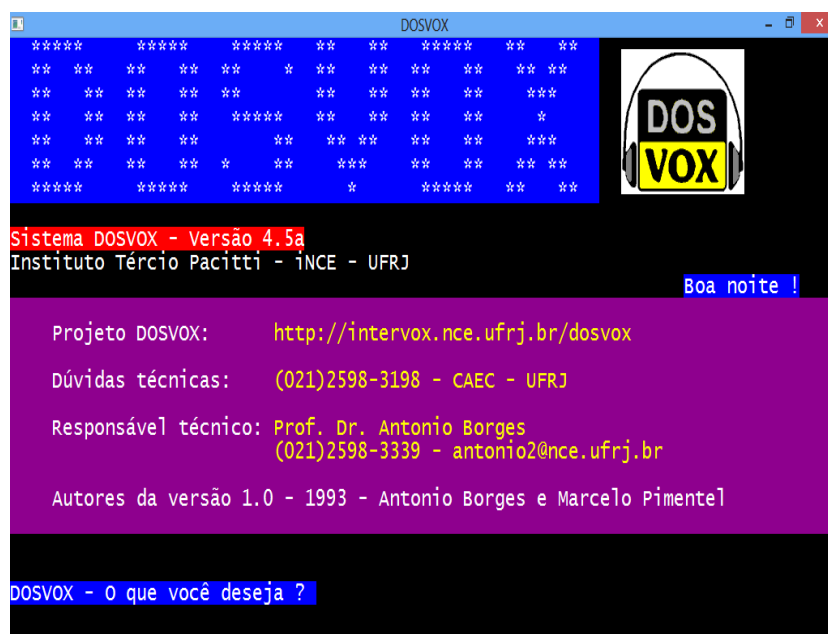 DOSVOX
DOSVOX
DOS
VOX
Sistema DOSVOX - Versão 4.5a
Instituto Tércio Pacitti - iNCE - UFRJ
Boa noite !
Projeto DOSVOX: http://intervox.nce.ufrj.br/dosvox
Dúvidas técnicas: (021)2598-3198 - CAEC - UFRJ
Responsável técnico: Prof. Dr. Antonio Borges
(021)2598-3339 - antonio2@nce.ufrj.br
Autores da versão 1.0 - 1993 - Antonio Borges e Marcelo Pimentel
DOSVOX - O que você deseja ?